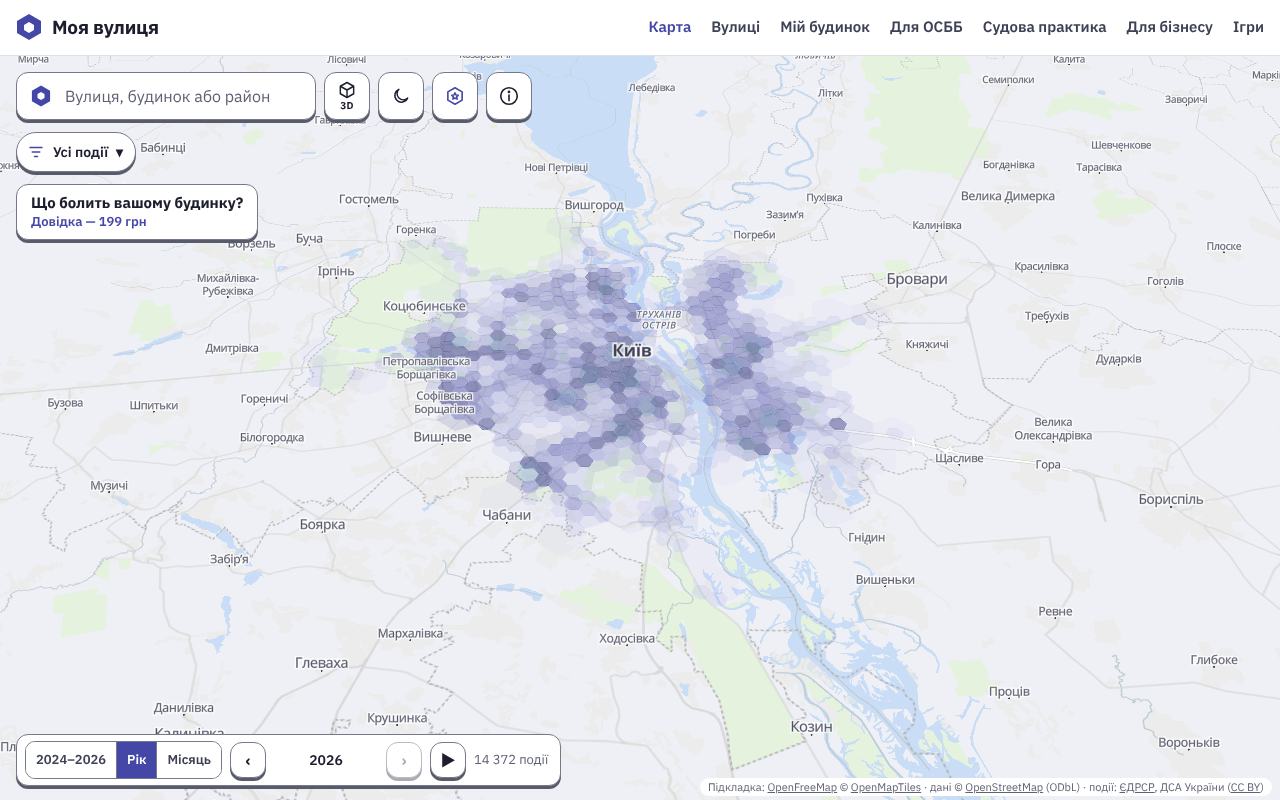 Моя вулиця
Карта
Вулиці
Мій будинок
Для ОСББ
Судова практика
Для бізнесу
Ігри
Вулиця, будинок або район
3D
Усі події ▾
Що болить вашому будинку?
Довідка — 199 грн
Мирча
Лісовичі
Лебедівка
Літки
Семиполки
Калита
Заворичі
Бабинці
Нові Петрівці
Шевченкове
Богданівка
Тарасівка
Гостомель
Вишгород
Пухівка
Велика Димерка
Зазим'я
Горенка
Погреби
Калинівка
Борзель
Буча
Плоске
Ірпінь
Михайлівка-
Рубежівка
Бровари
Красилівка
Гоголів
Коцюбинське
ТРУХАНІВ
ОСТРІВ
Требухів
Дмитрівка
Київ
Княжичі
Дударків
Петропавлівська
Борщагівка
Софіївська
Борщагівка
Бузова
Шпитьки
Гореничі
Білогородка
Вишневе
Велика
Олександрівка
Щасливе
Гора
Музичі
Бориспіль
Чабани
Боярка
Гнідин
Забір'я
Вишеньки
Ревне
Мархалівка
Ходосівка
Глеваха
Глибоке
Проців
Данилівка
Крушинка
Козин
Калинівка
Вороньків
2024–2026
Рік
Місяць
‹
2026
›
14 372 події
Підкладка: OpenFreeMap © OpenMapTiles · дані © OpenStreetMap (ODbL) · події: ЄДРСР, ДСА України (CC BY)